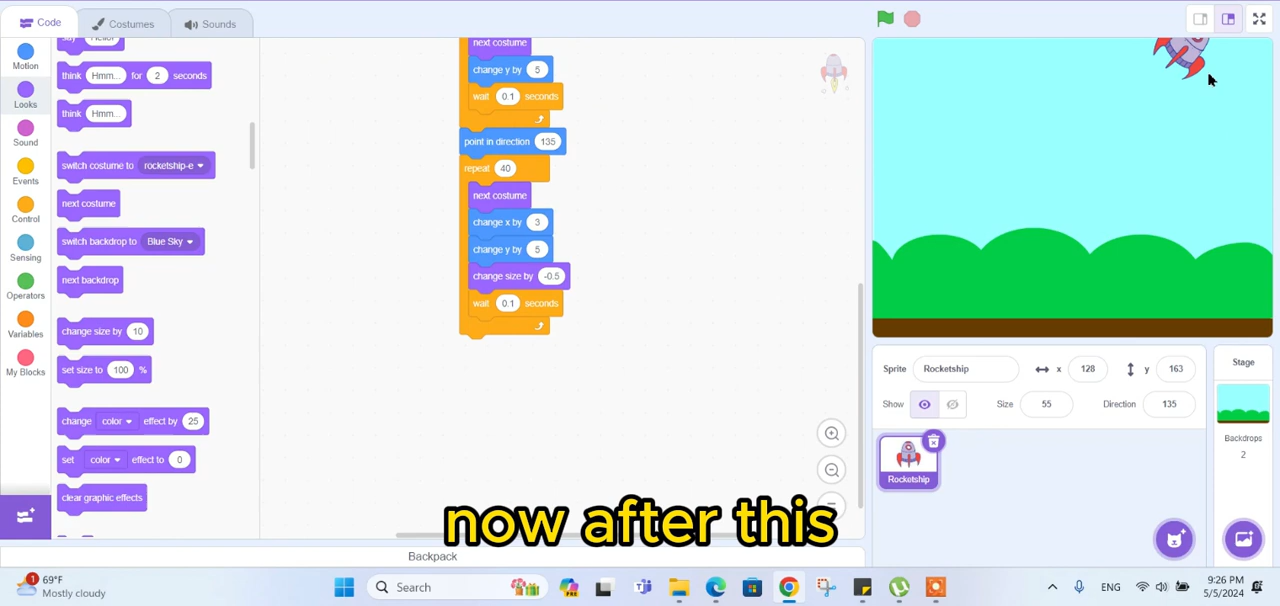 Code
Costumes
Sounds
Motion
Looks
Sound
Events
Control
Sensing
Operators
Variables
My Blocks
say Hello!
think Hmm... for 2 seconds
think Hmm...
switch costume to rocketship-e
next costume
switch backdrop to Blue Sky
next backdrop
change size by 10
set size to 100 %
change color effect by 25
set color effect to 0
clear graphic effects
next costume
change y by 5
wait 0.1 seconds
point in direction 135
repeat 40
next costume
change x by 3
change y by 5
change size by -0.5
wait 0.1 seconds
Sprite Rocketship x 128 y 163
Show Size 55 Direction 135
Rocketship
Stage
Backdrops
2
now after this
Backpack
1
69°F
Mostly cloudy
Search
ENG
9:26 PM
5/5/2024